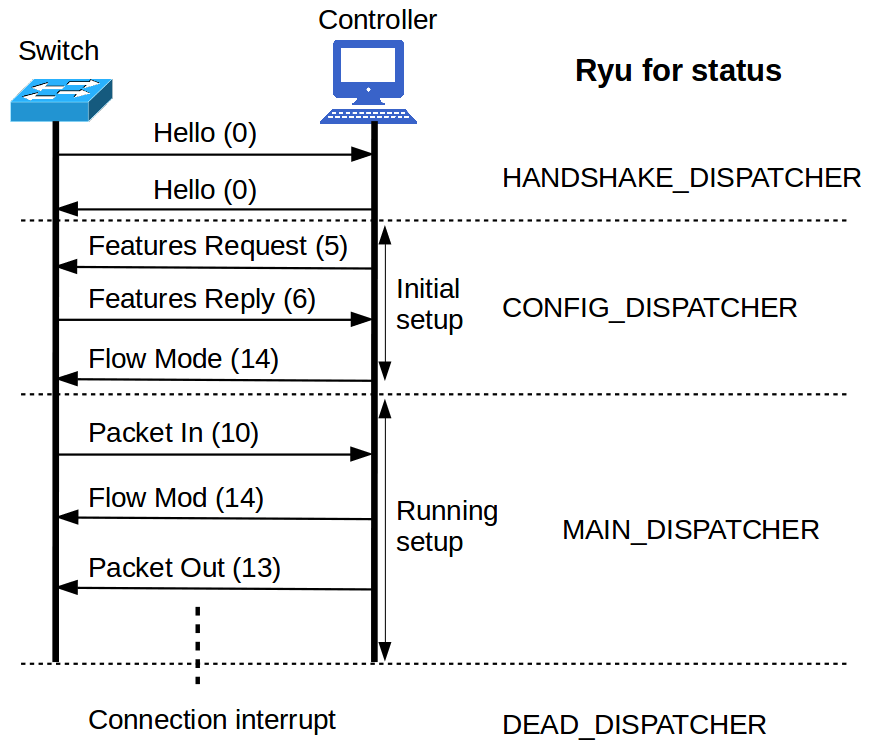 Controller
Switch
Ryu for status
Hello (0)
HANDSHAKE_DISPATCHER
Hello (0)
Features Request (5)
Initial
setup
CONFIG_DISPATCHER
Features Reply (6)
Flow Mode (14)
Packet In (10)
Flow Mod (14)
Running
setup
MAIN_DISPATCHER
Packet Out (13)
Connection interrupt
DEAD_DISPATCHER